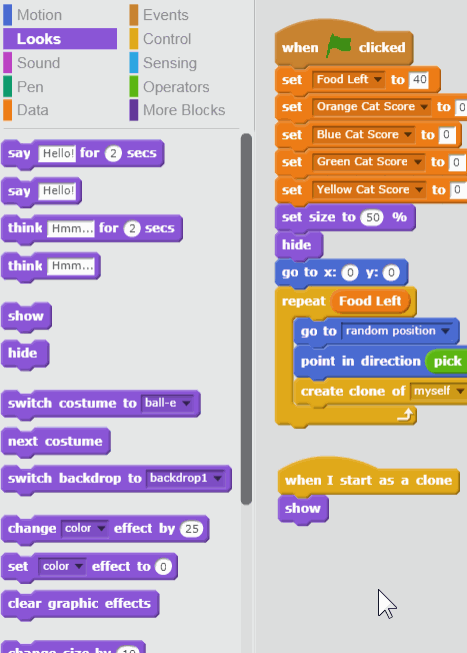 Motion
Looks
Sound
Pen
Data
Events
Control
Sensing
Operators
More Blocks
say Hello! for 2 secs
say Hello!
think Hmm... for 2 secs
think Hmm...
show
hide
switch costume to ball-e
next costume
switch backdrop to backdrop1
change color effect by 25
set color effect to 0
clear graphic effects
change size by 10
when clicked
set Food Left to 40
set Orange Cat Score to 0
set Blue Cat Score to 0
set Green Cat Score to 0
set Yellow Cat Score to 0
set size to 50 %
hide
go to x: 0 y: 0
repeat Food Left
go to random position
point in direction pick
create clone of myself
when I start as a clone
show